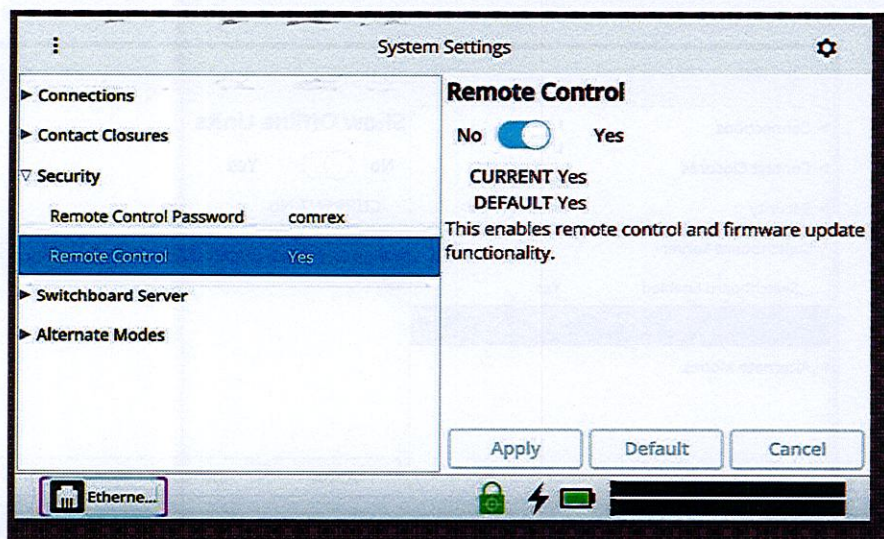 System Settings
Connections
Contact Closures
Security
Remote Control Password comrex
Remote Control Yes
Switchboard Server
Alternate Modes
Remote Control
No Yes
CURRENT Yes
DEFAULT Yes
This enables remote control and firmware update
functionality.
Apply Default Cancel
Etherne...